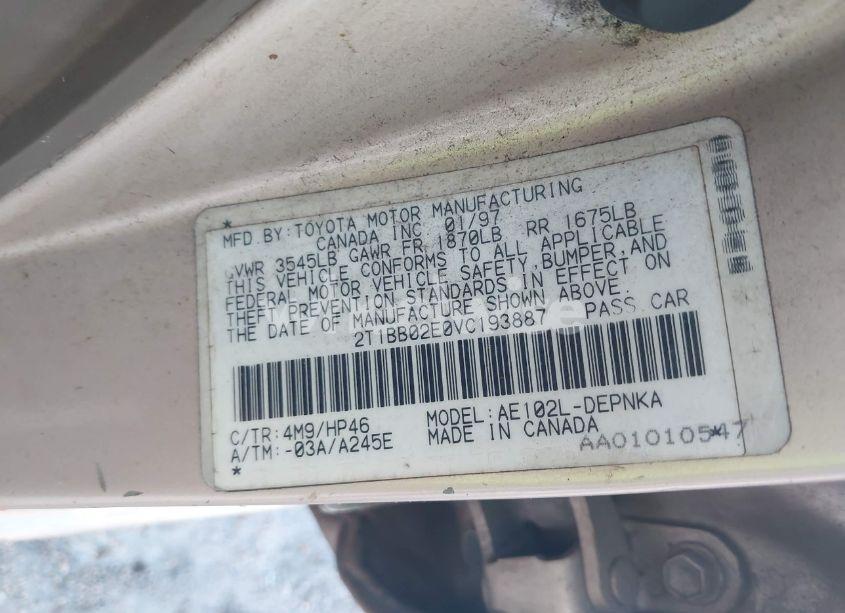 *
MFD.BY:TOYOTA MOTOR MANUFACTURING
CANADA INC 01/97
GVWR 3545LB GAWR FR 1870LB RR 1675LB
THIS VEHICLE CONFORMS TO ALL APPLICABLE
FEDERAL MOTOR VEHICLE SAFETY,BUMPER,AND
THEFT PREVENTION STANDARDS IN EFFECT ON
THE DATE OF MANUFACTURE SHOWN ABOVE.
2T1BB02E0VC193887 PASS.CAR
C/TR:4M9/HP46 MODEL:AE102L-DEPNKA
A/TM:-03A/A245E MADE IN CANADA
* *
AA01010547